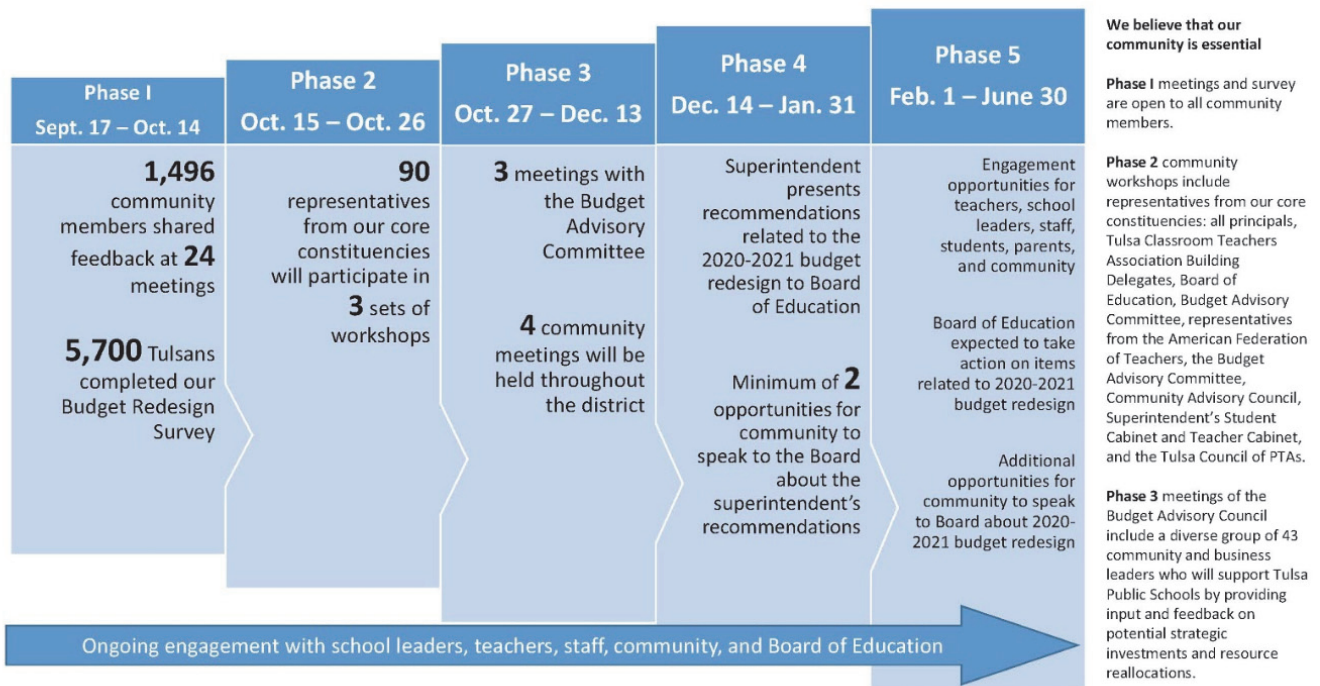 Phase I
Sept. 17 – Oct. 14
1,496
community
members shared
feedback at 24
meetings
5,700 Tulsans
completed our
Budget Redesign
Survey
Phase 2
Oct. 15 – Oct. 26
90
representatives
from our core
constituencies
will participate in
3 sets of
workshops
Phase 3
Oct. 27 – Dec. 13
3 meetings with
the Budget
Advisory
Committee
4 community
meetings will be
held throughout
the district
Phase 4
Dec. 14 – Jan. 31
Superintendent
presents
recommendations
related to the
2020-2021 budget
redesign to Board
of Education
Minimum of 2
opportunities for
community to
speak to the Board
about the
superintendent's
recommendations
Phase 5
Feb. 1 – June 30
Engagement
opportunities for
teachers, school
leaders, staff,
students, parents,
and community
Board of Education
expected to take
action on items
related to 2020-2021
budget redesign
Additional
opportunities for
community to speak
to Board about 2020-
2021 budget redesign
Ongoing engagement with school leaders, teachers, staff, community, and Board of Education
We believe that our
community is essential
Phase I meetings and survey
are open to all community
members.
Phase 2 community
workshops include
representatives from our core
constituencies: all principals,
Tulsa Classroom Teachers
Association Building
Delegates, Board of
Education, Budget Advisory
Committee, representatives
from the American Federation
of Teachers, the Budget
Advisory Committee,
Community Advisory Council,
Superintendent's Student
Cabinet and Teacher Cabinet,
and the Tulsa Council of PTAs.
Phase 3 meetings of the
Budget Advisory Council
include a diverse group of 43
community and business
leaders who will support Tulsa
Public Schools by providing
input and feedback on
potential strategic
investments and resource
reallocations.